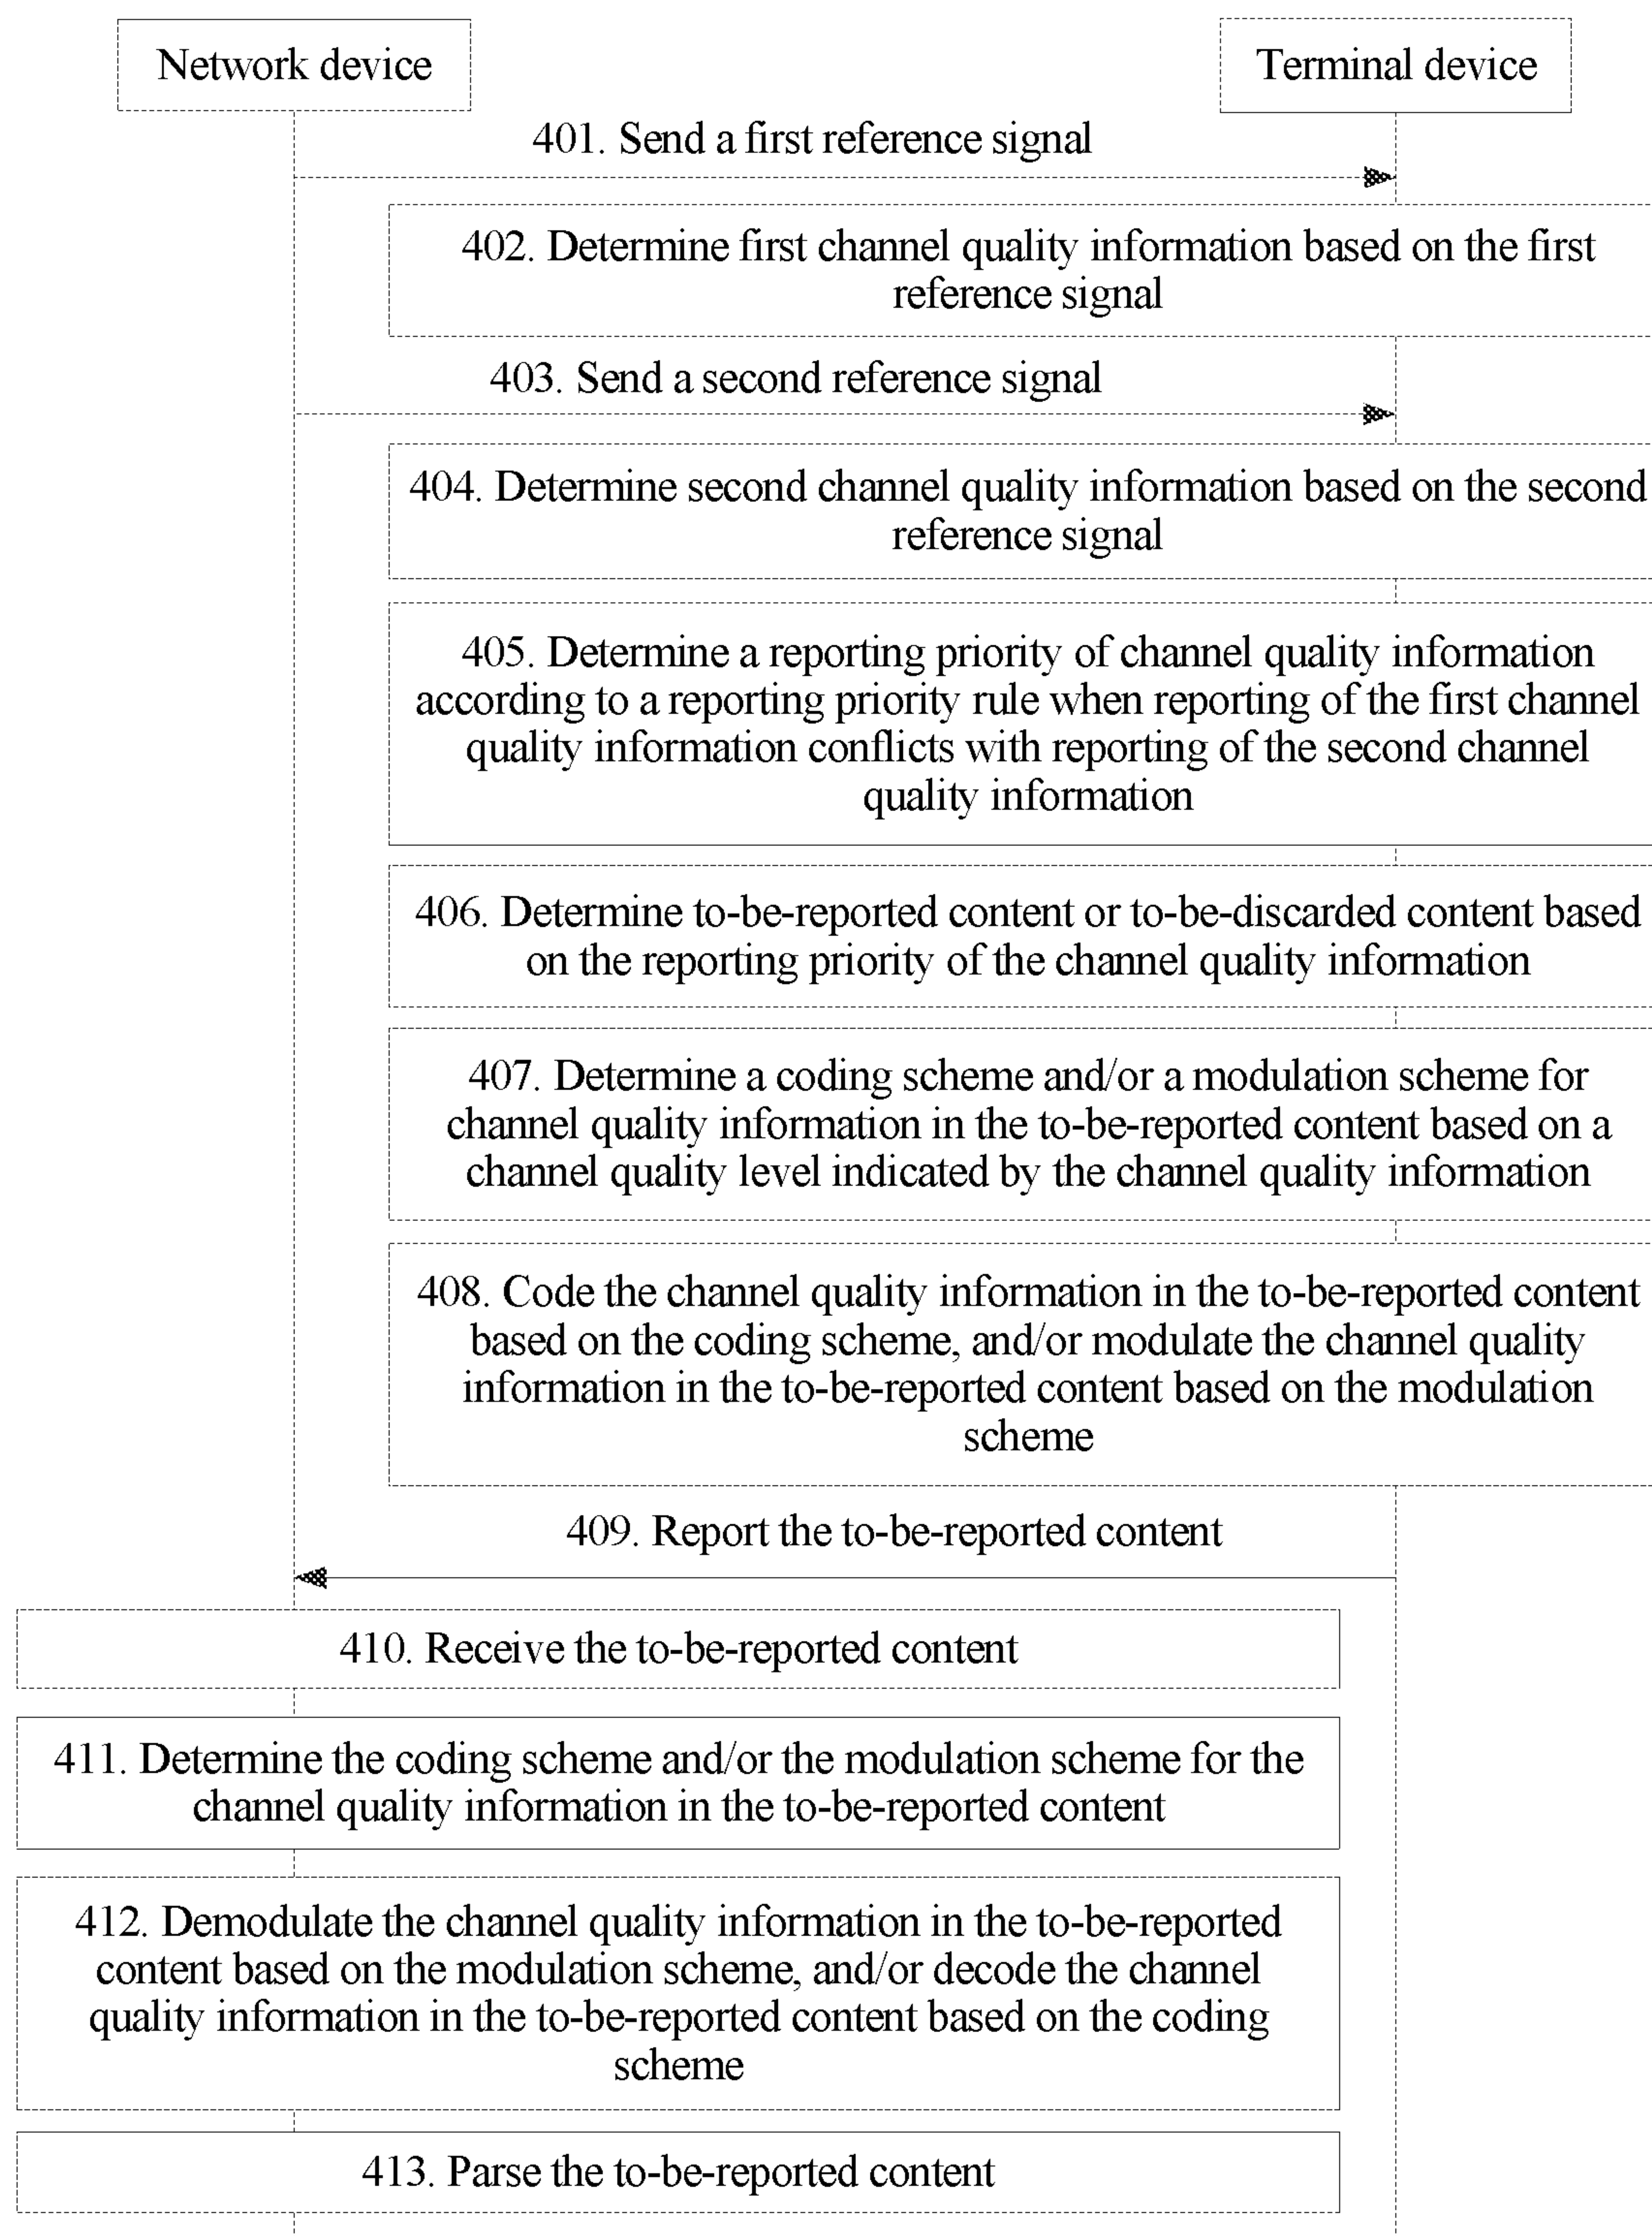 Network device
Terminal device
401. Send a first reference signal
402. Determine first channel quality information based on the first
reference signal
403. Send a second reference signal
404. Determine second channel quality information based on the second
reference signal
405. Determine a reporting priority of channel quality information
according to a reporting priority rule when reporting of the first channel
quality information conflicts with reporting of the second channel
quality information
406. Determine to-be-reported content or to-be-discarded content based
on the reporting priority of the channel quality information
407. Determine a coding scheme and/or a modulation scheme for
channel quality information in the to-be-reported content based on a
channel quality level indicated by the channel quality information
408. Code the channel quality information in the to-be-reported content
based on the coding scheme, and/or modulate the channel quality
information in the to-be-reported content based on the modulation
scheme
409. Report the to-be-reported content
410. Receive the to-be-reported content
411. Determine the coding scheme and/or the modulation scheme for the
channel quality information in the to-be-reported content
412. Demodulate the channel quality information in the to-be-reported
content based on the modulation scheme, and/or decode the channel
quality information in the to-be-reported content based on the coding
scheme
413. Parse the to-be-reported content